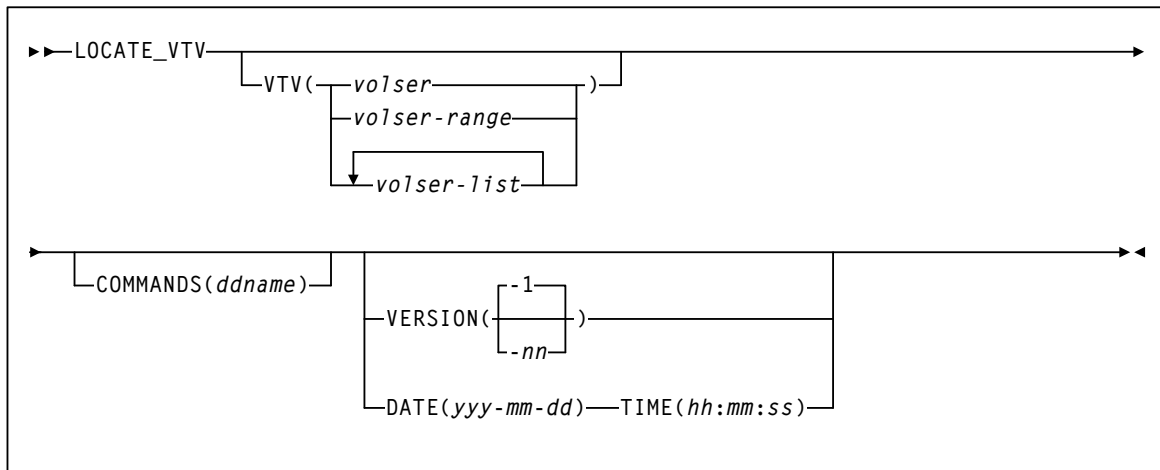 LOCATE_VTV
VTV( volser )
volser-range
volser-list
COMMANDS(ddname)
-1
VERSION( )
-nn
DATE(yyy-mm-dd) TIME(hh:mm:ss)